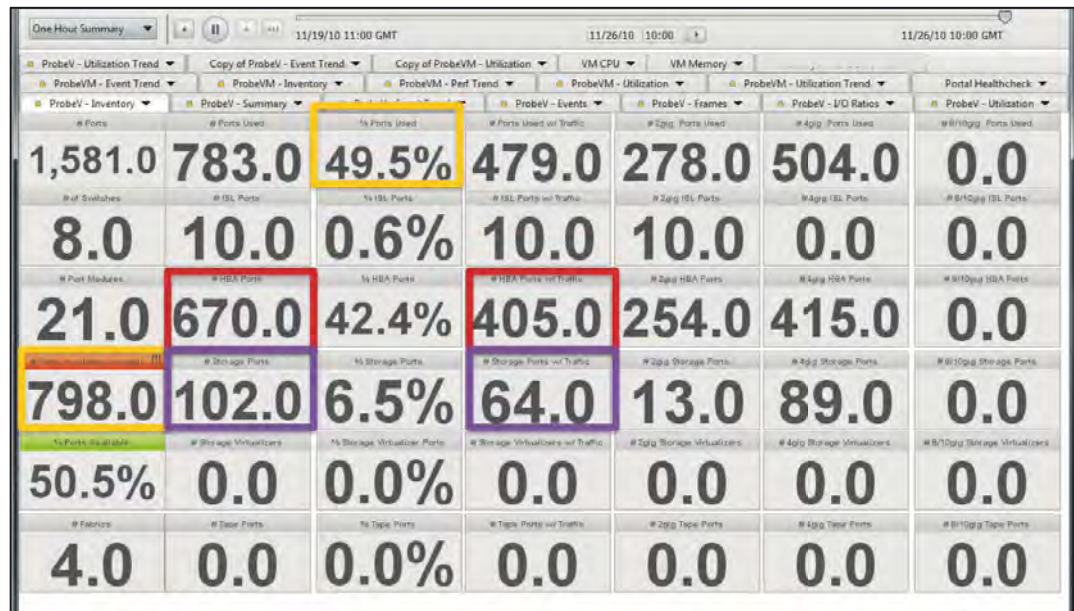 One Hour Summary
11/19/10 11:00 GMT 11/26/10 10:00 11/26/10 10:00 GMT
ProbeV - Utilization Trend Copy of ProbeV - Event Trend Copy of ProbeVM - Utilization VM CPU VM Memory
ProbeVM - Event Trend ProbeVM - Inventory ProbeVM - Perf Trend ProbeVM - Utilization ProbeVM - Utilization Trend Portal Healthcheck
ProbeV - Inventory ProbeV - Summary ProbeV - Events ProbeV - Frames ProbeV - I/O Ratios ProbeV - Utilization
# Ports # Ports Used % Ports Used # Ports Used w/ Traffic # 2gig Ports Used # 4gig Ports Used # 8/10gig Ports Used
1,581.0 783.0 49.5% 479.0 278.0 504.0 0.0
# of Switches # ISL Ports % ISL Ports # ISL Ports w/ Traffic # 2gig ISL Ports # 4gig ISL Ports # 8/10gig ISL Ports
8.0 10.0 0.6% 10.0 10.0 0.0 0.0
# Port Modules # HBA Ports % HBA Ports # HBA Ports w/ Traffic # 2gig HBA Ports # 4gig HBA Ports # 8/10gig HBA Ports
21.0 670.0 42.4% 405.0 254.0 415.0 0.0
# Storage Ports % Storage Ports # Storage Ports w/ Traffic # 2gig Storage Ports # 4gig Storage Ports # 8/10gig Storage Ports
798.0 102.0 6.5% 64.0 13.0 89.0 0.0
% Ports Available # Storage Virtualizers % Storage Virtualizer Ports # Storage Virtualizers w/ Traffic # 2gig Storage Virtualizers # 4gig Storage Virtualizers # 8/10gig Storage Virtualizers
50.5% 0.0 0.0% 0.0 0.0 0.0 0.0
# Fabrics # Tape Ports % Tape Ports # Tape Ports w/ Traffic # 2gig Tape Ports # 4gig Tape Ports # 8/10gig Tape Ports
4.0 0.0 0.0% 0.0 0.0 0.0 0.0